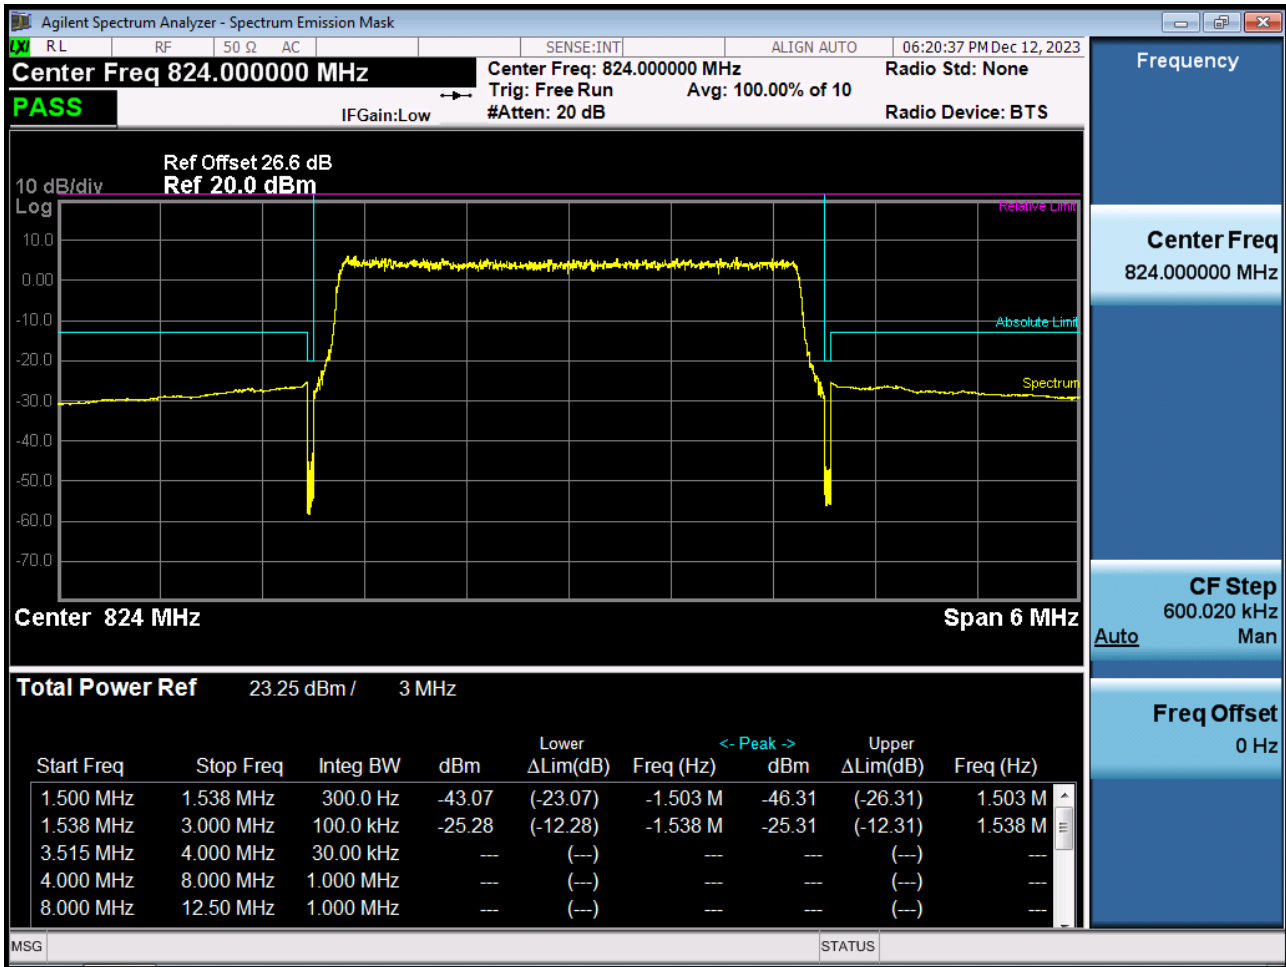 Agilent Spectrum Analyzer - Spectrum Emission Mask
LXI RL RF 50 Ω AC SENSE:INT ALIGN AUTO 06:20:37 PM Dec 12, 2023
Center Freq 824.000000 MHz
PASS
IFGain:Low
Center Freq: 824.000000 MHz
Trig: Free Run Avg: 100.00% of 10
#Atten: 20 dB
Radio Std: None
Radio Device: BTS
Ref Offset 26.6 dB
10 dB/div Ref 20.0 dBm
Log
Relative Limit
10.0
0.00
-10.0
Absolute Limit
-20.0
Spectrum
-30.0
-40.0
-50.0
-60.0
-70.0
Center 824 MHz Span 6 MHz
Total Power Ref 23.25 dBm / 3 MHz
Lower <- Peak -> Upper
Start Freq Stop Freq Integ BW dBm ΔLim(dB) Freq (Hz) dBm ΔLim(dB) Freq (Hz)
1.500 MHz 1.538 MHz 300.0 Hz -43.07 (-23.07) -1.503 M -46.31 (-26.31) 1.503 M
1.538 MHz 3.000 MHz 100.0 kHz -25.28 (-12.28) -1.538 M -25.31 (-12.31) 1.538 M
3.515 MHz 4.000 MHz 30.00 kHz --- (---) --- --- (---) ---
4.000 MHz 8.000 MHz 1.000 MHz --- (---) --- --- (---) ---
8.000 MHz 12.50 MHz 1.000 MHz --- (---) --- --- (---) ---
MSG STATUS
Frequency
Center Freq
824.000000 MHz
CF Step
600.020 kHz
Auto Man
Freq Offset
0 Hz